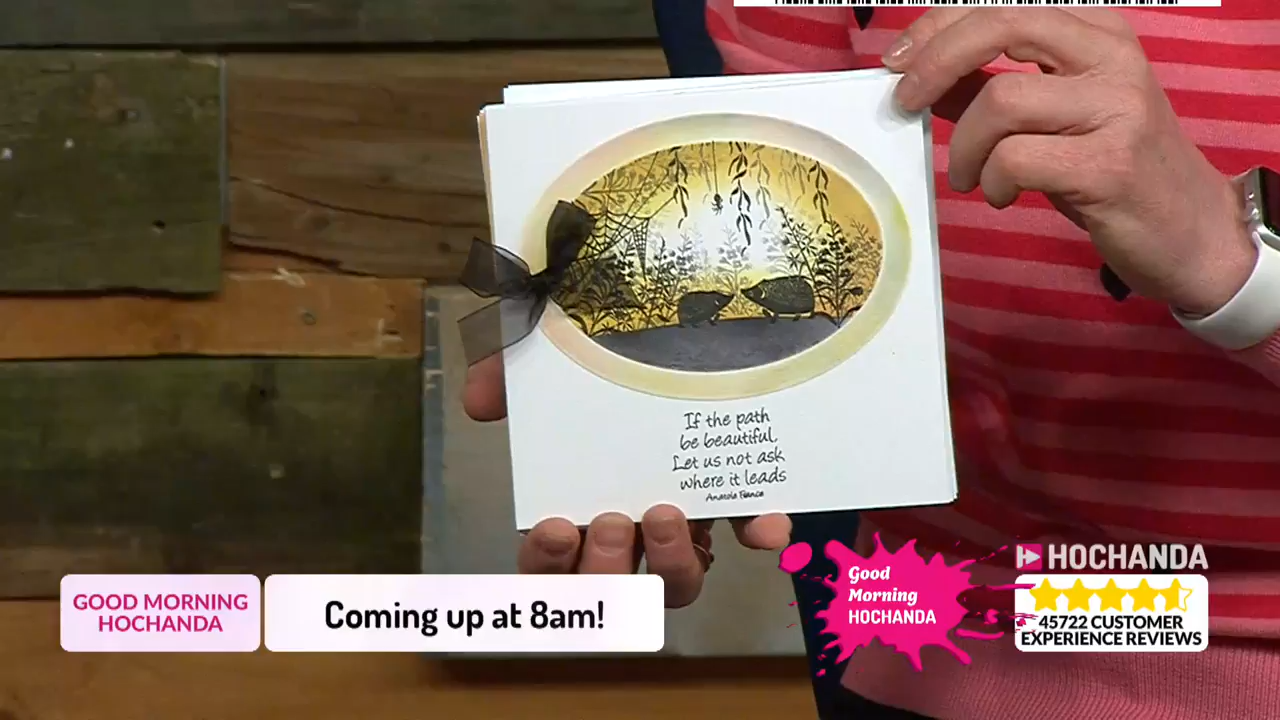 If the path
be beautiful,
Let us not ask
where it leads
Anatole France
GOOD MORNING
HOCHANDA
Coming up at 8am!
Good
Morning
HOCHANDA
HOCHANDA
45722 CUSTOMER
EXPERIENCE REVIEWS